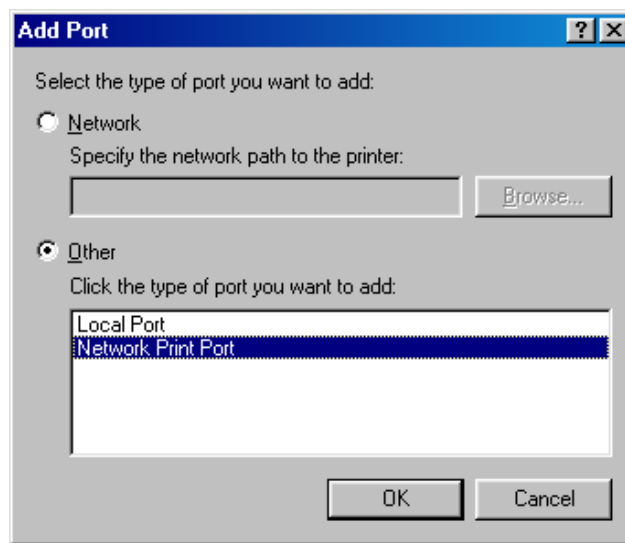 Add Port
Select the type of port you want to add:
Network
Specify the network path to the printer:
Browse...
Other
Click the type of port you want to add:
Local Port
Network Print Port
OK
Cancel